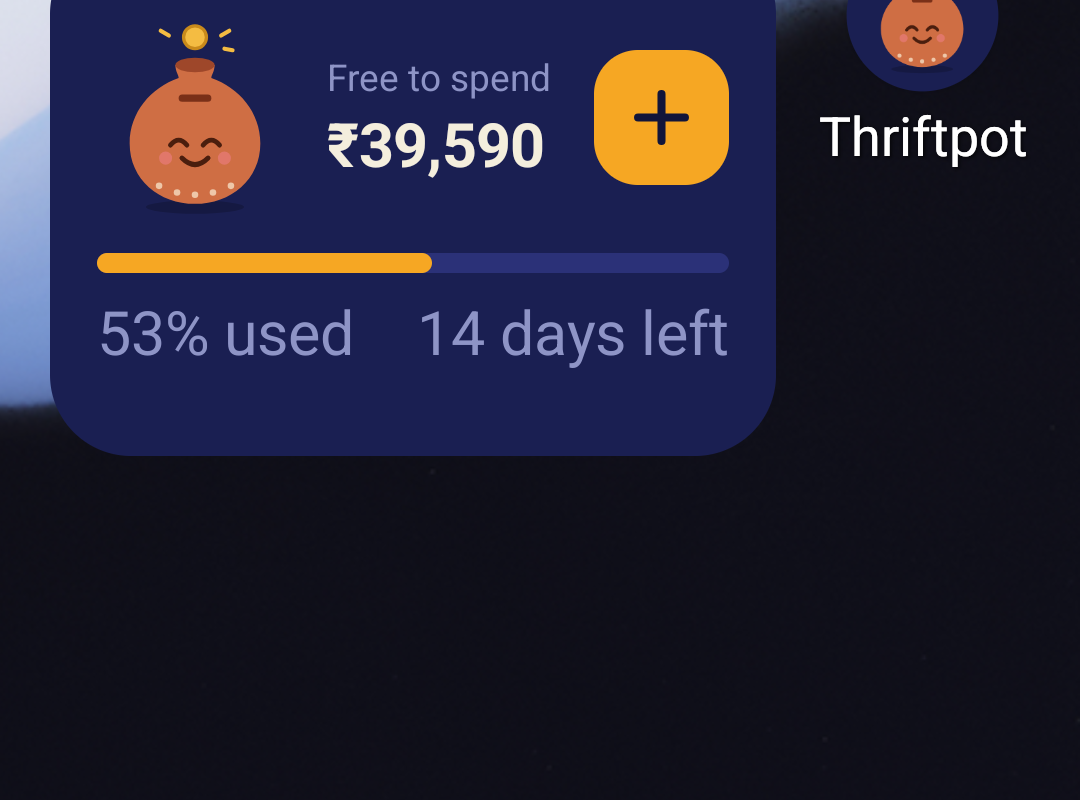 Free to spend
₹39,590
53% used
14 days left
Thriftpot